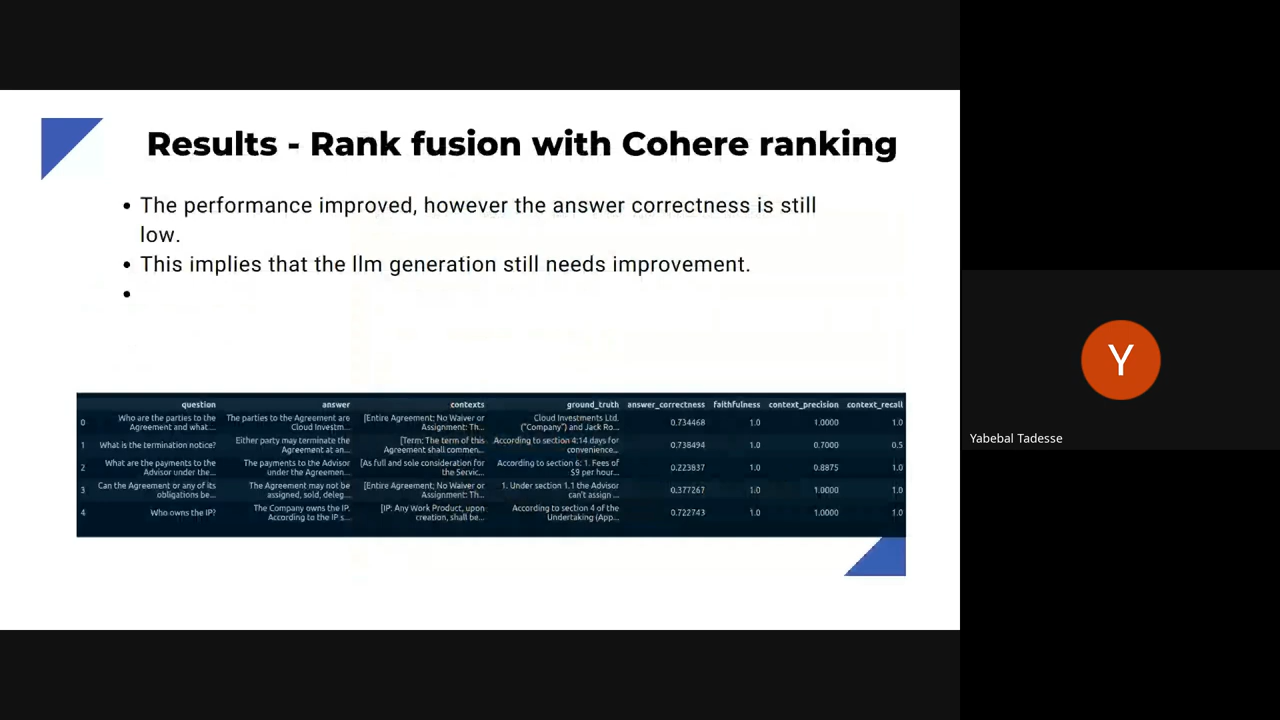 Results - Rank fusion with Cohere ranking
• The performance improved, however the answer correctness is still
low.
• This implies that the llm generation still needs improvement.
•
question answer contexts ground_truth answer_correctness faithfulness context_precision context_recall
0 Who are the parties to the Agreement and what.... The parties to the Agreement are Cloud Investm... [Entire Agreement; No Waiver or Assignment: Th... Cloud Investments Ltd. ("Company") and Jack Ro... 0.734468 1.0 1.0000 1.0
1 What is the termination notice? Either party may terminate the Agreement at an... [Term: The term of this Agreement shall commen... According to section 4:14 days for convenience... 0.738494 1.0 0.7000 0.5
2 What are the payments to the Advisor under the... The payments to the Advisor under the Agreemen... [As full and sole consideration for the Servic... According to section 6: 1. Fees of $9 per hour... 0.223837 1.0 0.8875 1.0
3 Can the Agreement or any of its obligations be... The Agreement may not be assigned, sold, deleg... [Entire Agreement; No Waiver or Assignment: Th... 1. Under section 1.1 the Advisor can't assign ... 0.377267 1.0 1.0000 1.0
4 Who owns the IP? The Company owns the IP. According to the IP s... [IP: Any Work Product, upon creation, shall be... According to section 4 of the Undertaking (App... 0.722743 1.0 1.0000 1.0
Y
Yabebal Tadesse